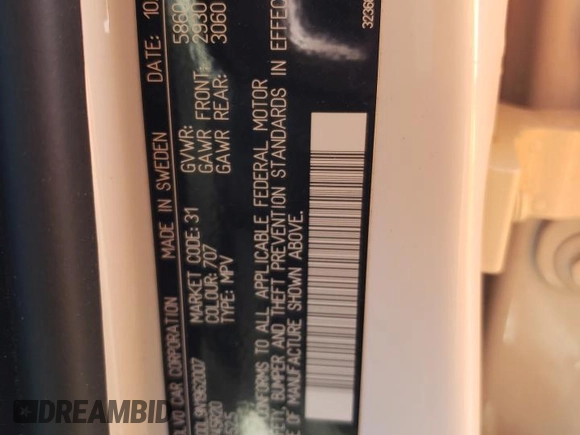 VOLVO CAR CORPORATION MADE IN SWEDEN DATE: 10
MARKET CODE: 31 GVWR: 5860
COLOUR: 707 GAWR FRONT: 2930
TYPE: MPV GAWR REAR: 3060
CONFORMS TO ALL APPLICABLE FEDERAL MOTOR
BUMPER AND THEFT PREVENTION STANDARDS IN EFFECT
OF MANUFACTURE SHOWN ABOVE.
DREAMBID